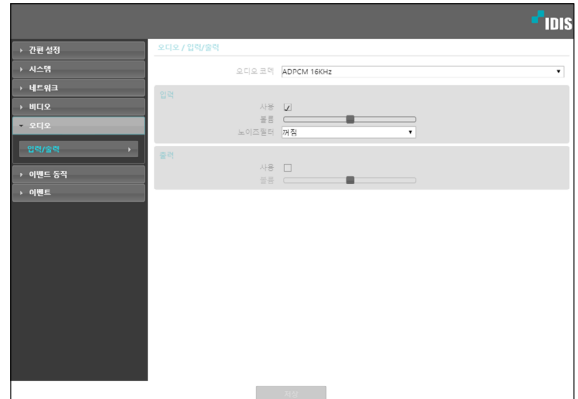 IDIS
간편 설정
시스템
네트워크
비디오
오디오
입력/출력
이벤트 동작
이벤트
오디오 / 입력/출력
오디오 코덱 ADPCM 16KHz
입력
사용
볼륨
노이즈필터 꺼짐
출력
사용
볼륨
저장